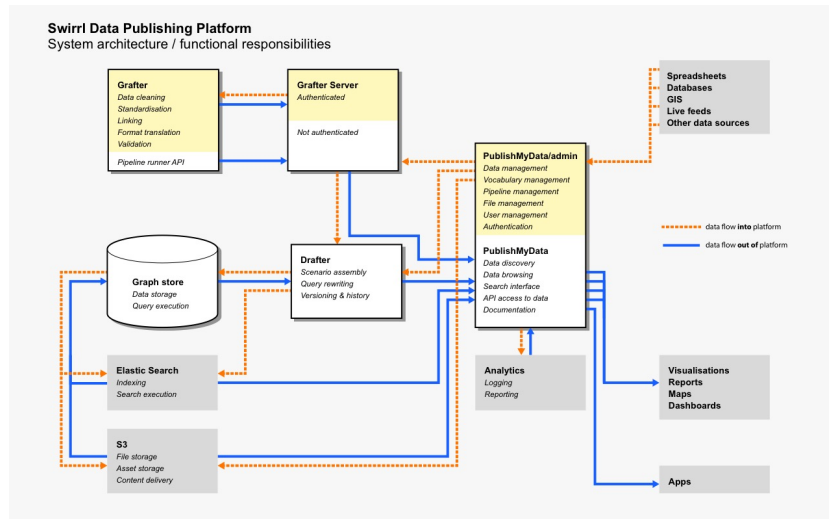 Swirrl Data Publishing Platform
System architecture / functional responsibilities
Grafter
Data cleaning
Standardisation
Linking
Format translation
Validation
Pipeline runner API
Grafter Server
Authenticated
Not authenticated
Spreadsheets
Databases
GIS
Live feeds
Other data sources
PublishMyData/admin
Data management
Vocabulary management
Pipeline management
File management
User management
Authentication
PublishMyData
Data discovery
Data browsing
Search interface
API access to data
Documentation
data flow into platform
data flow out of platform
Graph store
Data storage
Query execution
Drafter
Scenario assembly
Query rewriting
Versioning & history
Elastic Search
Indexing
Search execution
Analytics
Logging
Reporting
Visualisations
Reports
Maps
Dashboards
S3
File storage
Asset storage
Content delivery
Apps